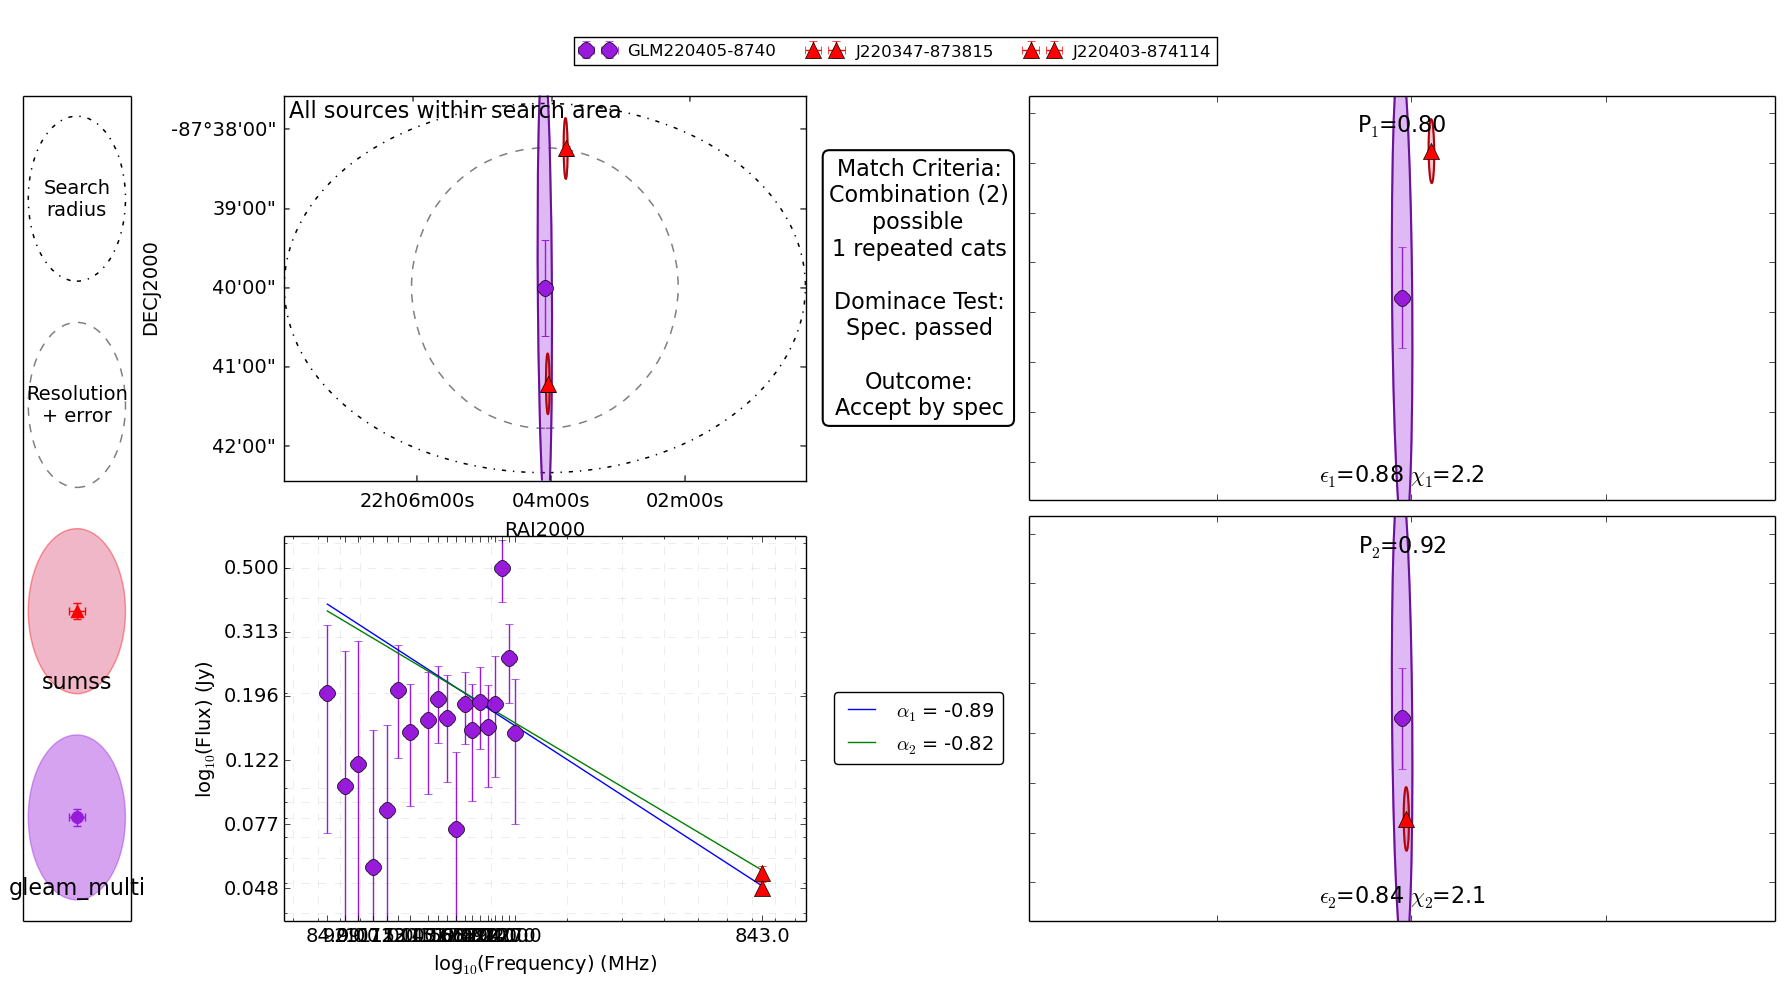 GLM220405-8740
J220347-873815
J220403-874114
Search
radius
Resolution
+ error
sumss
gleam_multi
All sources within search area
DECJ2000
-87°38'00"
39'00"
40'00"
41'00"
42'00"
22h06m00s
04m00s
02m00s
RAJ2000
Match Criteria:
Combination (2)
possible
1 repeated cats
Dominace Test:
Spec. passed
Outcome:
Accept by spec
P₁=0.80
ϵ₁=0.88 χ₁=2.2
P₂=0.92
ϵ₂=0.84 χ₂=2.1
log₁₀(Flux) (Jy)
0.500
0.313
0.196
0.122
0.077
0.048
843.0
log₁₀(Frequency) (MHz)
α₁ = -0.89
α₂ = -0.82